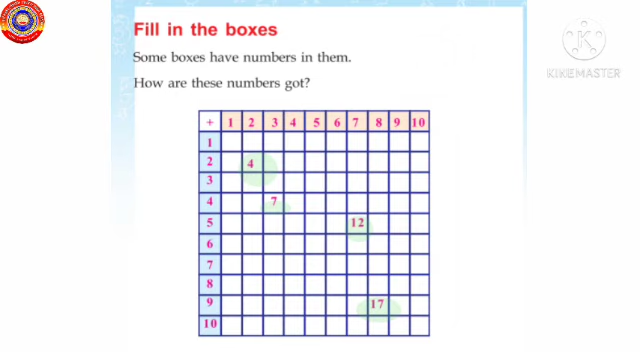 Fill in the boxes
Some boxes have numbers in them.
How are these numbers got?
KINEMASTER
+ 1 2 3 4 5 6 7 8 9 10
1
2 4
3
4 7
5 12
6
7
8
9 17
10